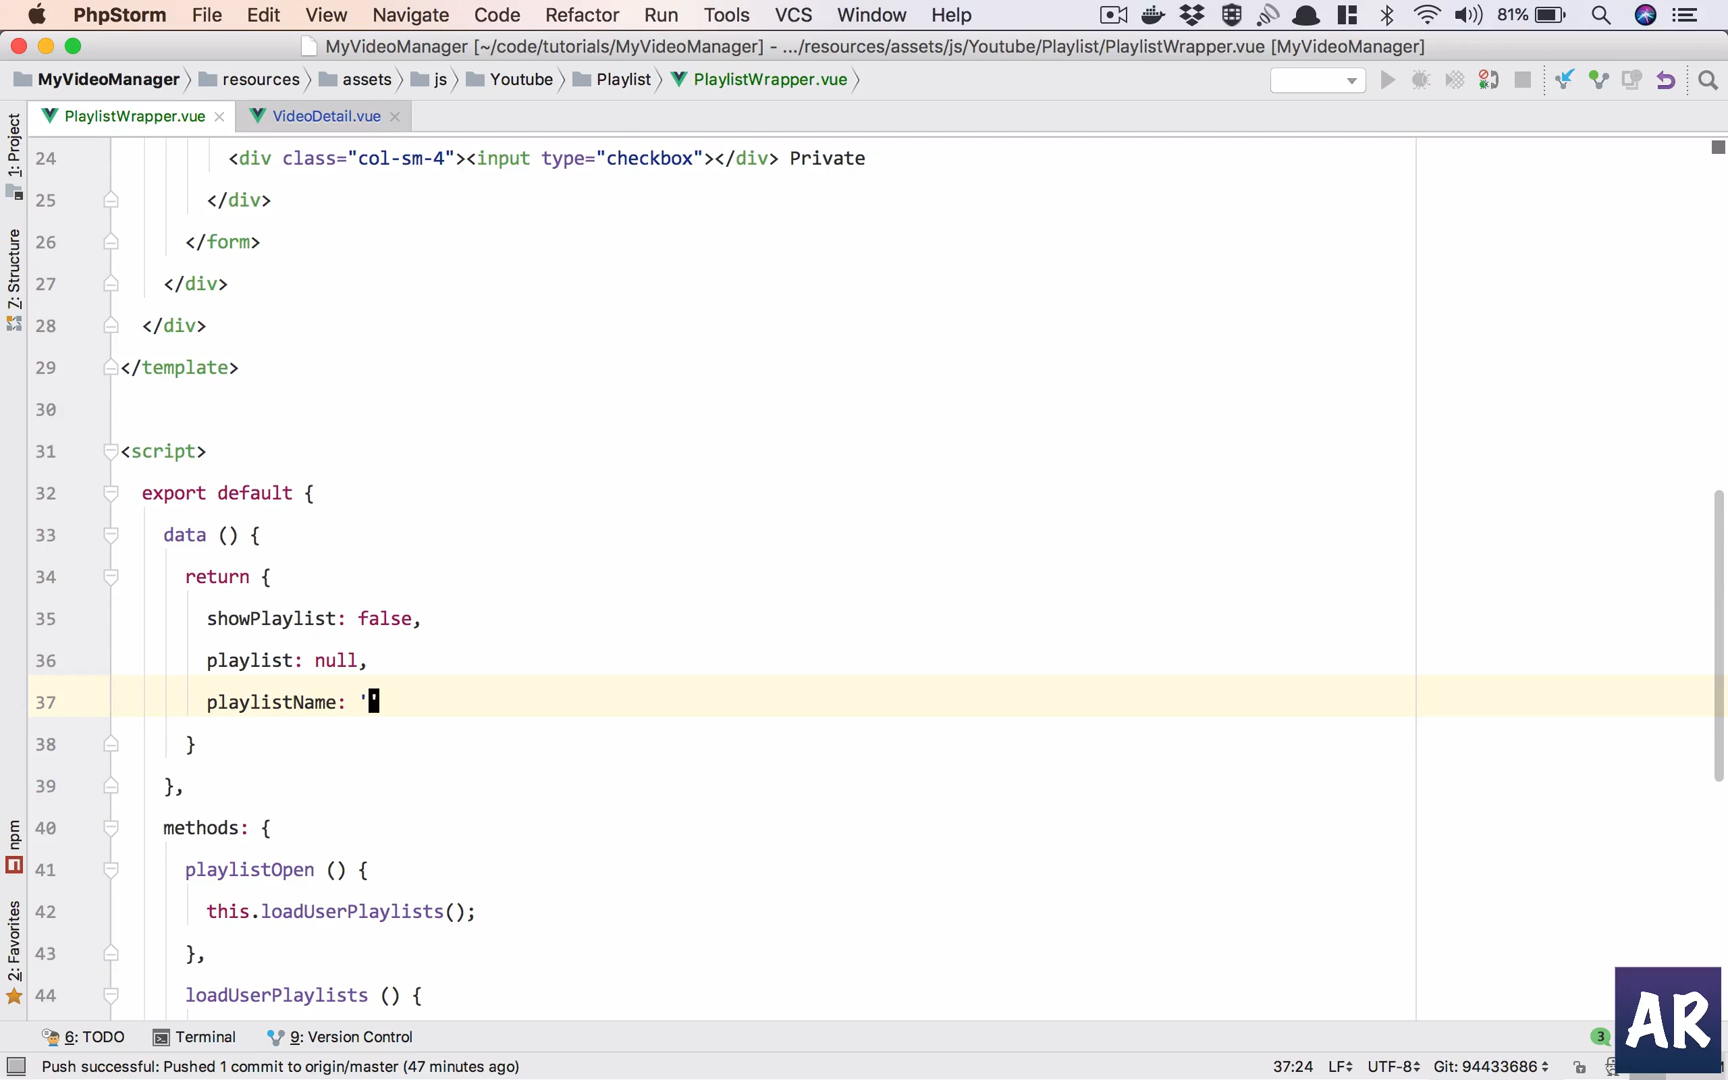 PhpStorm File Edit View Navigate Code Refactor Run Tools VCS Window Help 81%
MyVideoManager [~/code/tutorials/MyVideoManager] - .../resources/assets/js/Youtube/Playlist/PlaylistWrapper.vue [MyVideoManager]
MyVideoManager resources assets js Youtube Playlist PlaylistWrapper.vue
PlaylistWrapper.vue VideoDetail.vue
1: Project
7: Structure
npm
2: Favorites
24 <div class="col-sm-4"><input type="checkbox"></div> Private
25 </div>
26 </form>
27 </div>
28 </div>
29 </template>
30
31 <script>
32 export default {
33 data () {
34 return {
35 showPlaylist: false,
36 playlist: null,
37 playlistName: ''
38 }
39 },
40 methods: {
41 playlistOpen () {
42 this.loadUserPlaylists();
43 },
44 loadUserPlaylists () {
6: TODO Terminal 9: Version Control 3
Push successful: Pushed 1 commit to origin/master (47 minutes ago) 37:24 LF UTF-8 Git: 94433686
AR